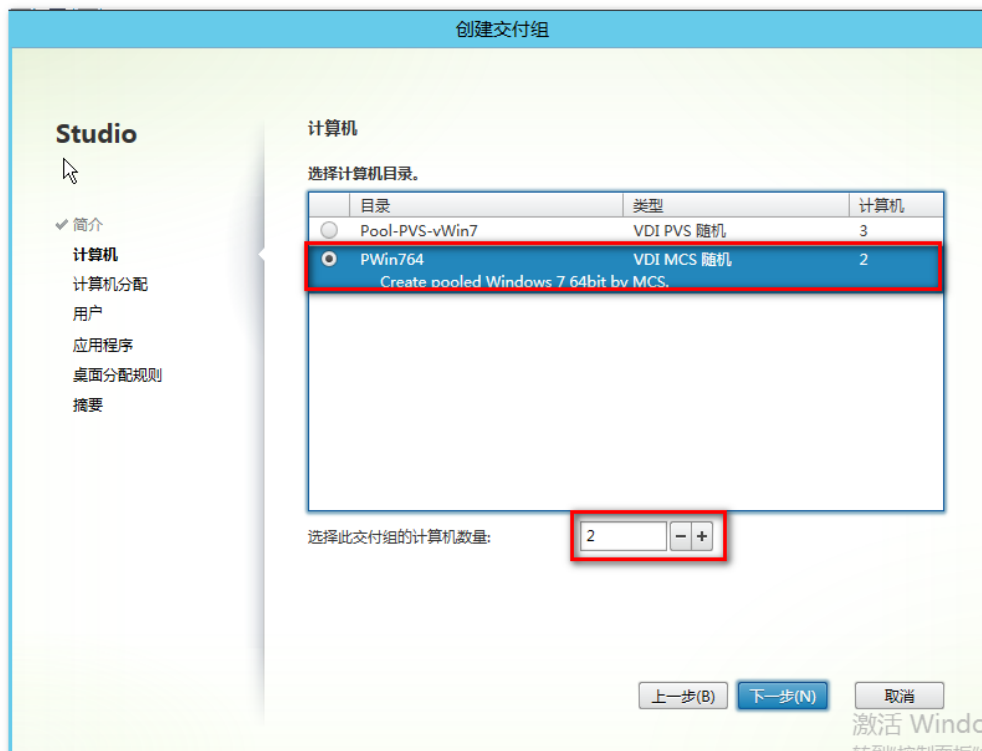 创建交付组
Studio
简介
计算机
计算机分配
用户
应用程序
桌面分配规则
摘要
计算机
选择计算机目录。
目录 类型 计算机
Pool-PVS-vWin7 VDI PVS 随机 3
PWin764 VDI MCS 随机 2
Create pooled Windows 7 64bit by MCS.
选择此交付组的计算机数量: 2 − +
上一步(B) 下一步(N) 取消
激活 Windo